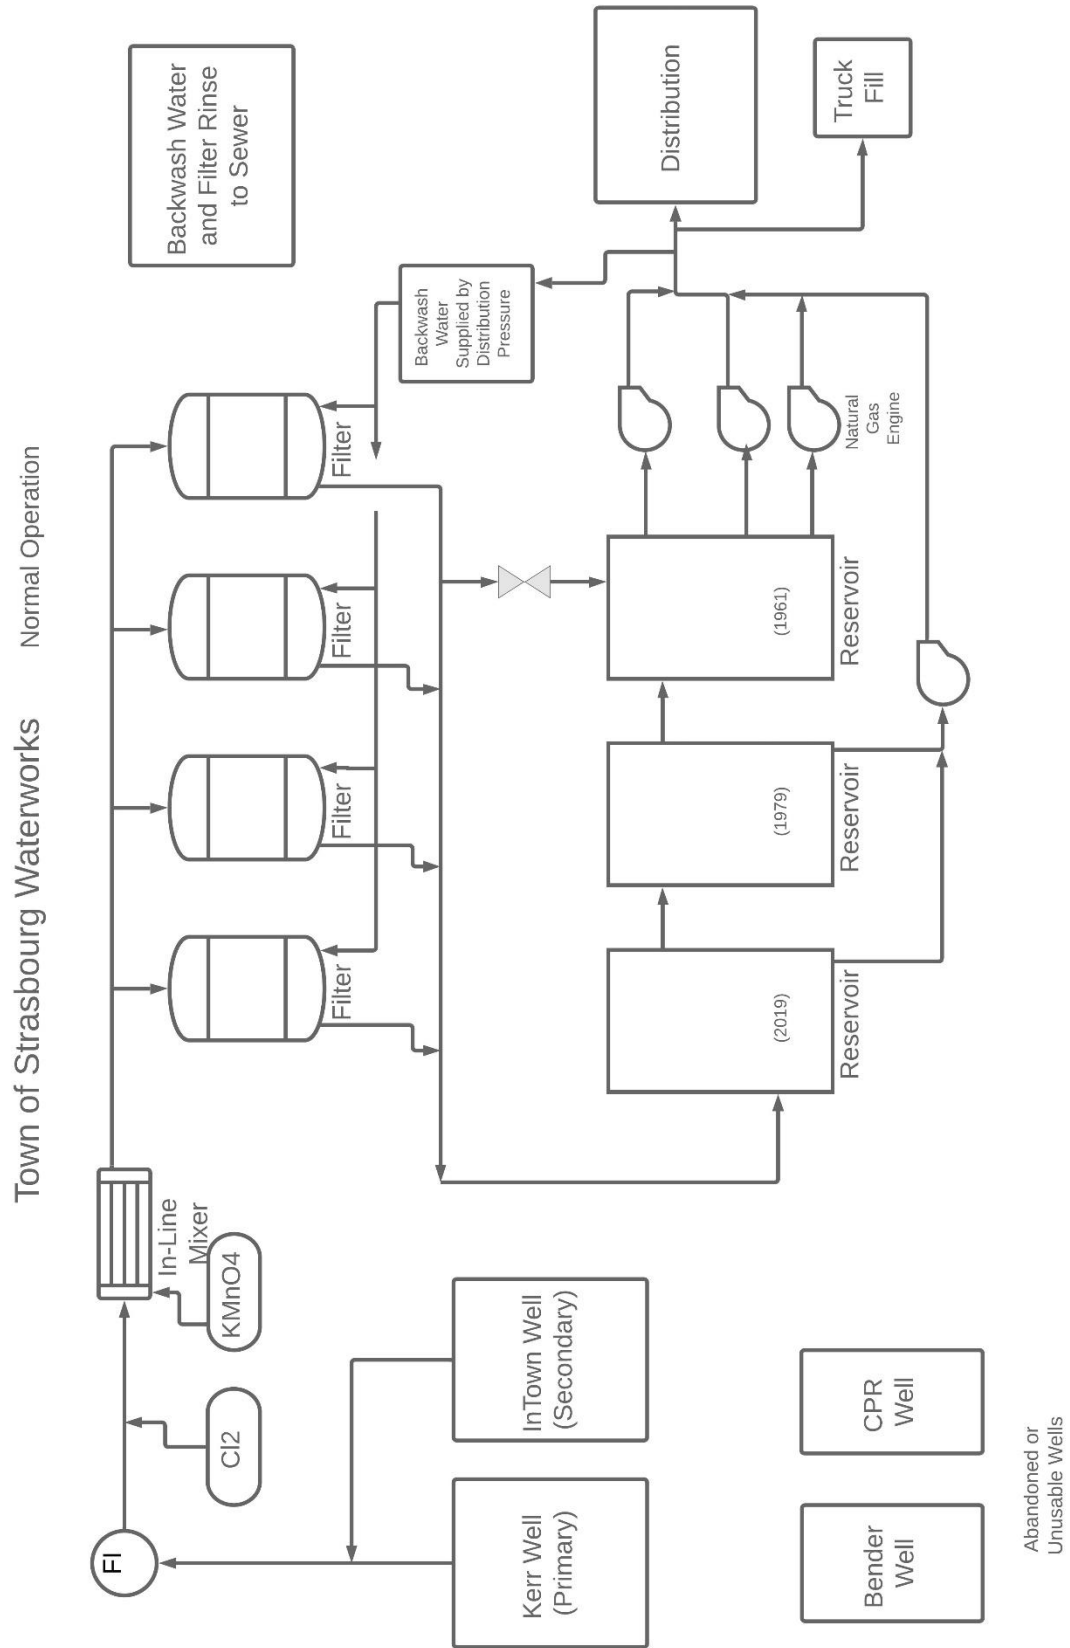 Town of Strasbourg Waterworks
Normal Operation
FI
Cl2
KMnO4
In-Line
Mixer
Filter
Filter
Filter
Filter
Backwash Water
and Filter Rinse
to Sewer
Backwash
Water
Supplied by
Distribution
Pressure
Kerr Well
(Primary)
InTown Well
(Secondary)
(2019)
Reservoir
(1979)
Reservoir
(1961)
Reservoir
Natural
Gas
Engine
Distribution
Truck
Fill
Bender
Well
CPR
Well
Abandoned or
Unusable Wells